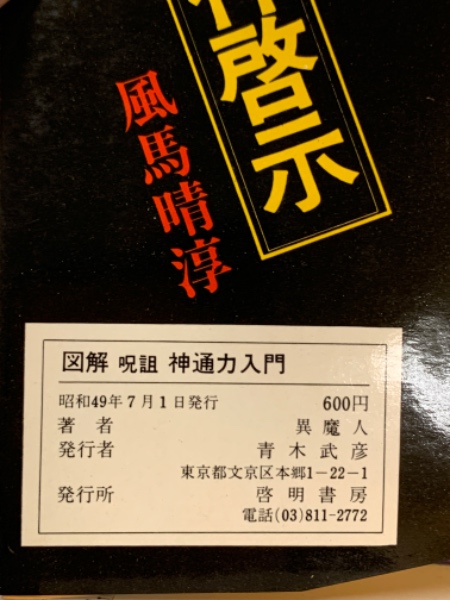 啓示
風馬晴淳
図解 呪詛 神通力入門
昭和49年7月1日発行 600円
著者 異魔人
発行者 青木武彦
東京都文京区本郷1−22−1
発行所 啓明書房
電話(03)811-2772